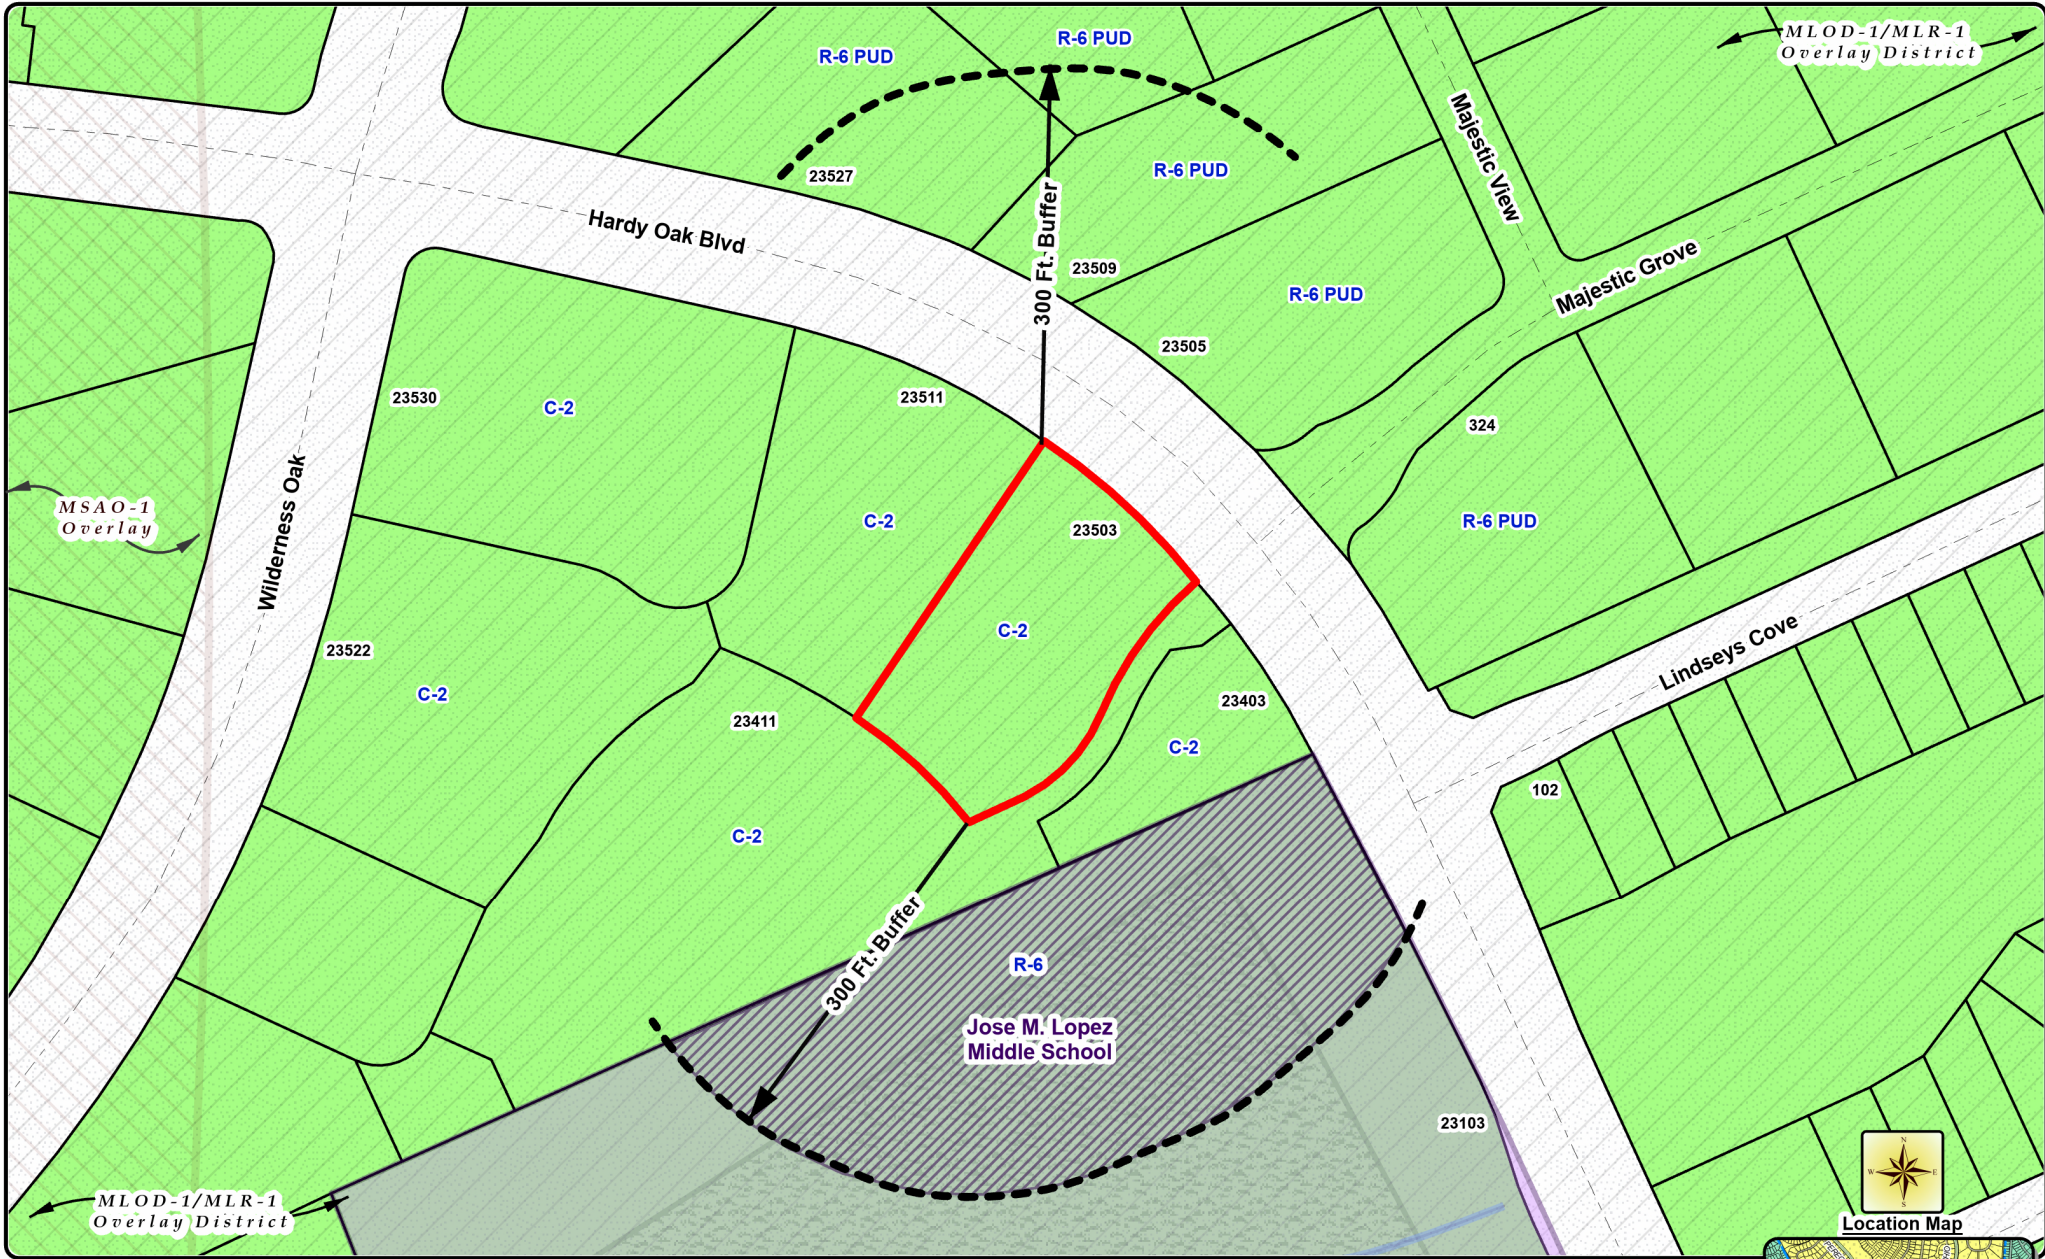 R-6 PUD
R-6 PUD
MLOD-1/MLR-1
Overlay District
Majestic View
23527
R-6 PUD
Hardy Oak Blvd
300 Ft. Buffer
23509
R-6 PUD
Majestic Grove
23505
23530
C-2
23511
324
MSAO-1
Overlay
Wilderness Oak
C-2
23503
R-6 PUD
C-2
23522
C-2
Lindseys Cove
23411
23403
C-2
102
C-2
300 Ft. Buffer
R-6
Jose M. Lopez
Middle School
23103
N
W
E
S
MLOD-1/MLR-1
Overlay District
Location Map